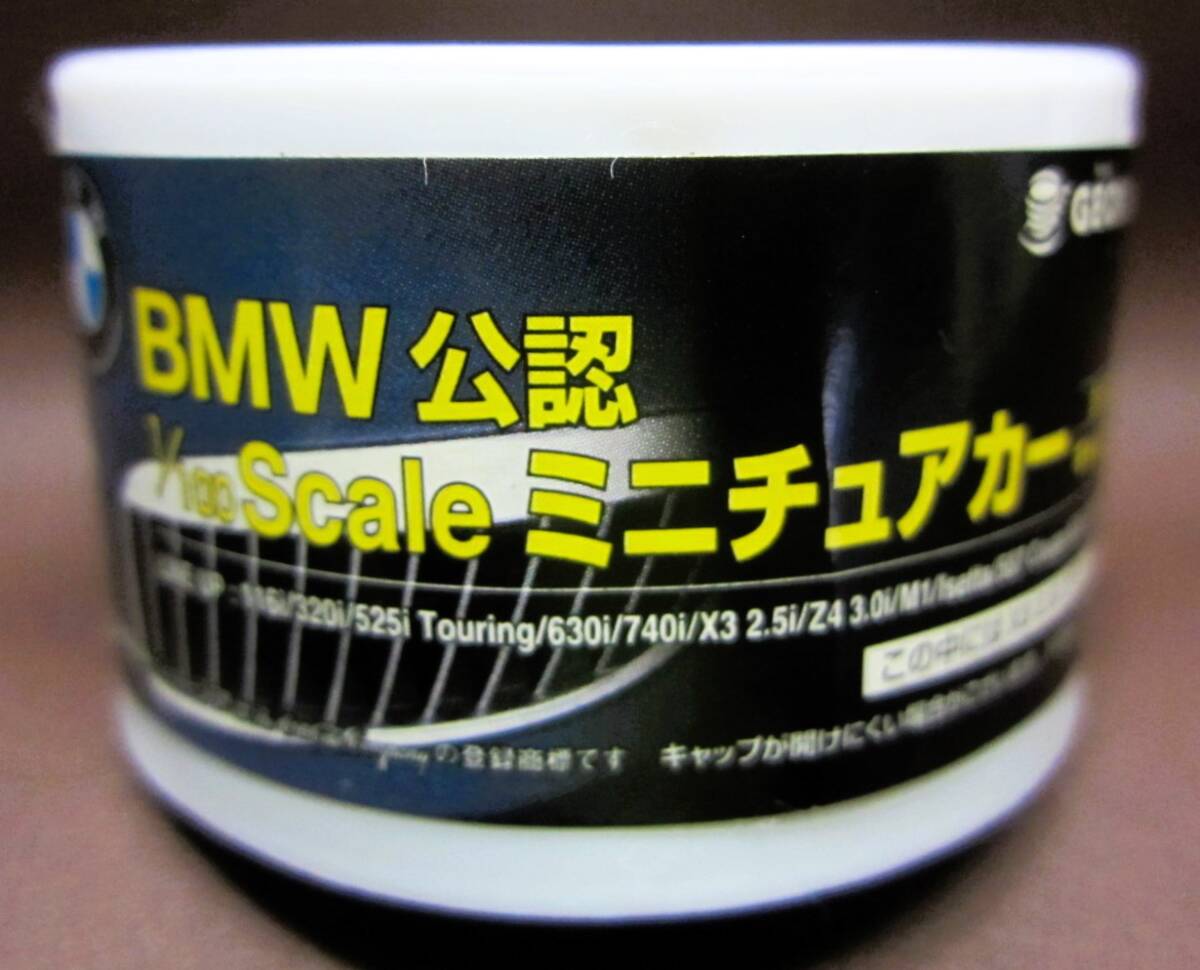 BMW 公認
1/100 Scale ミニチュアカー
116i/320i/525i Touring/630i/740i/X3 2.5i/Z4 3.0i/M1/Isetta
この中には
の登録商標です キャップが開けにくい場合が